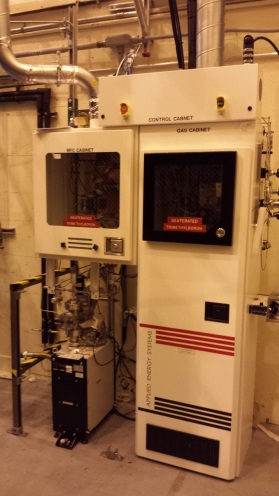 CONTROL CABINET
GAS CABINET
MFC CABINET
DEUTERATED
TRIMETHYLBORON
DEUTERATED
TRIMETHYLBORON
APPLIED ENERGY SYSTEMS